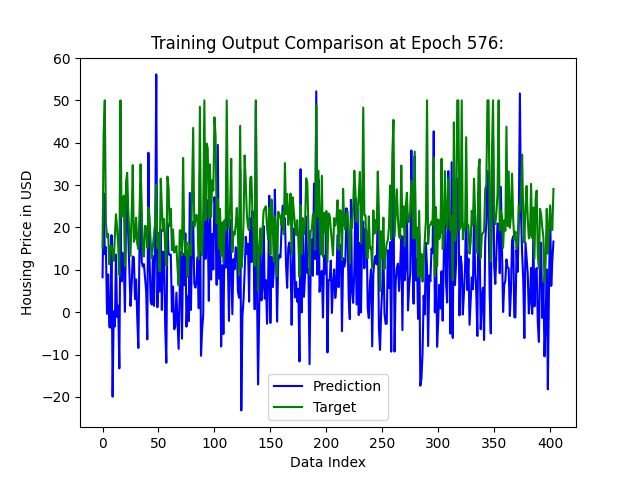 Training Output Comparison at Epoch 576:
60
50
40
30
20
10
0
−10
−20
Housing Price in USD
Prediction
Target
0 50 100 150 200 250 300 350 400
Data Index